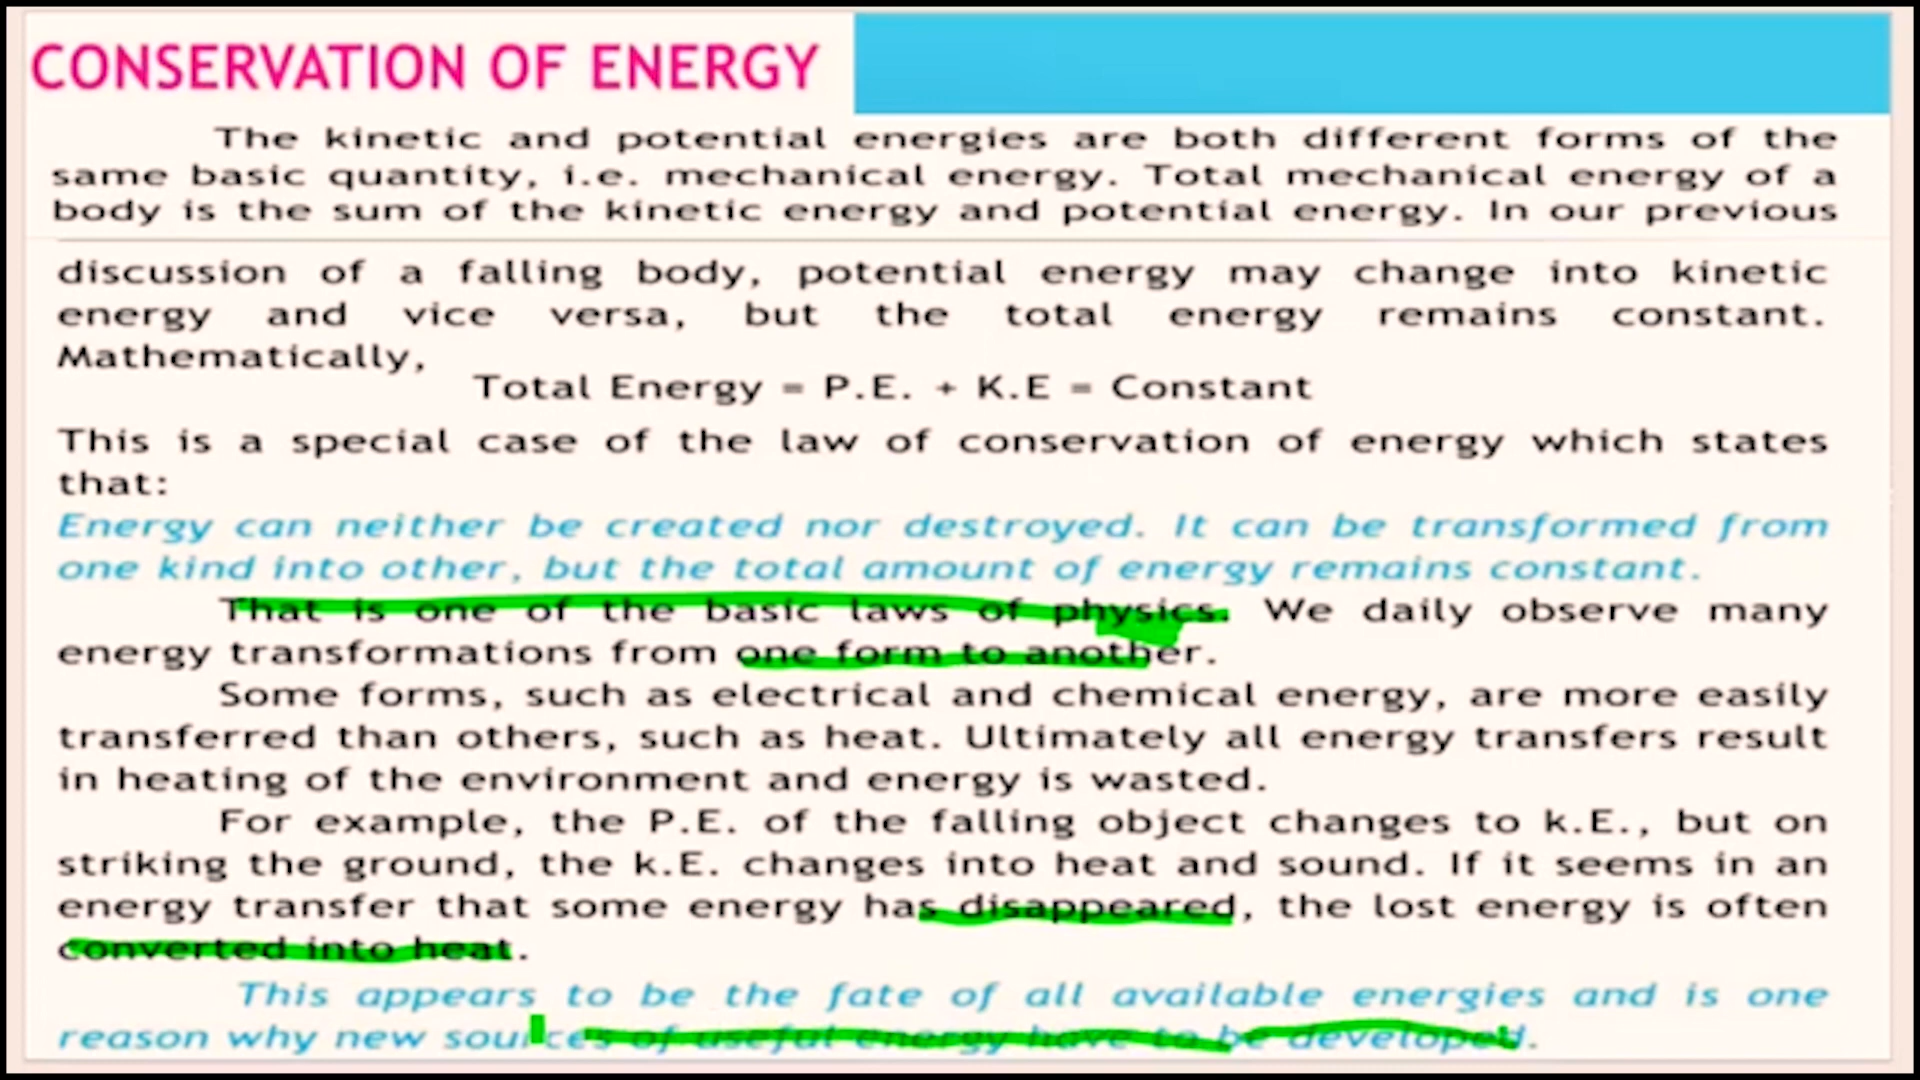 CONSERVATION OF ENERGY
The kinetic and potential energies are both different forms of the
same basic quantity, i.e. mechanical energy. Total mechanical energy of a
body is the sum of the kinetic energy and potential energy. In our previous
discussion of a falling body, potential energy may change into kinetic
energy and vice versa, but the total energy remains constant.
Mathematically,
Total Energy = P.E. + K.E = Constant
This is a special case of the law of conservation of energy which states
that:
Energy can neither be created nor destroyed. It can be transformed from
one kind into other, but the total amount of energy remains constant.
That is one of the basic laws of physics. We daily observe many
energy transformations from one form to another.
Some forms, such as electrical and chemical energy, are more easily
transferred than others, such as heat. Ultimately all energy transfers result
in heating of the environment and energy is wasted.
For example, the P.E. of the falling object changes to k.E., but on
striking the ground, the k.E. changes into heat and sound. If it seems in an
energy transfer that some energy has disappeared, the lost energy is often
converted into heat.
This appears to be the fate of all available energies and is one
reason why new sources of useful energy have to be developed.